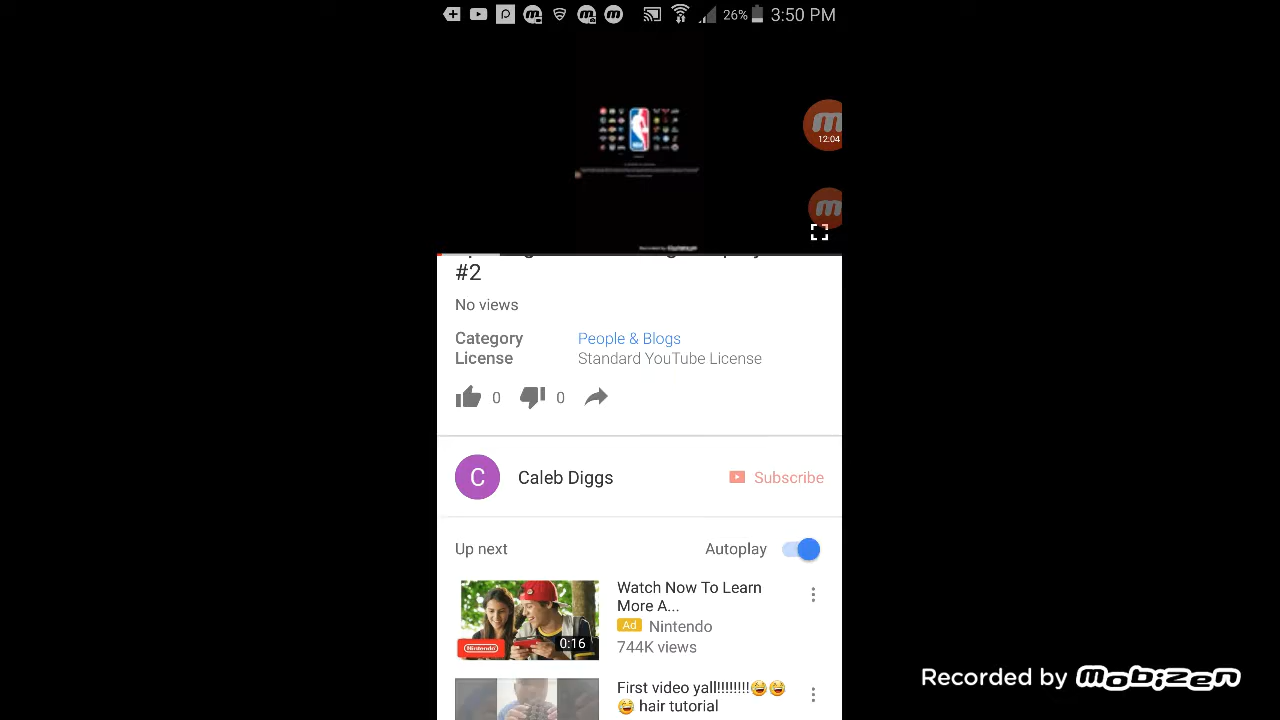 26% 3:50 PM
12:04
#2
No views
Category People & Blogs
License Standard YouTube License
0 0
C Caleb Diggs Subscribe
Up next Autoplay
Watch Now To Learn
More A...
Ad Nintendo
744K views
Nintendo
0:16
First video yall!!!!!!!!😂😂
😂 hair tutorial
Recorded by mobizen